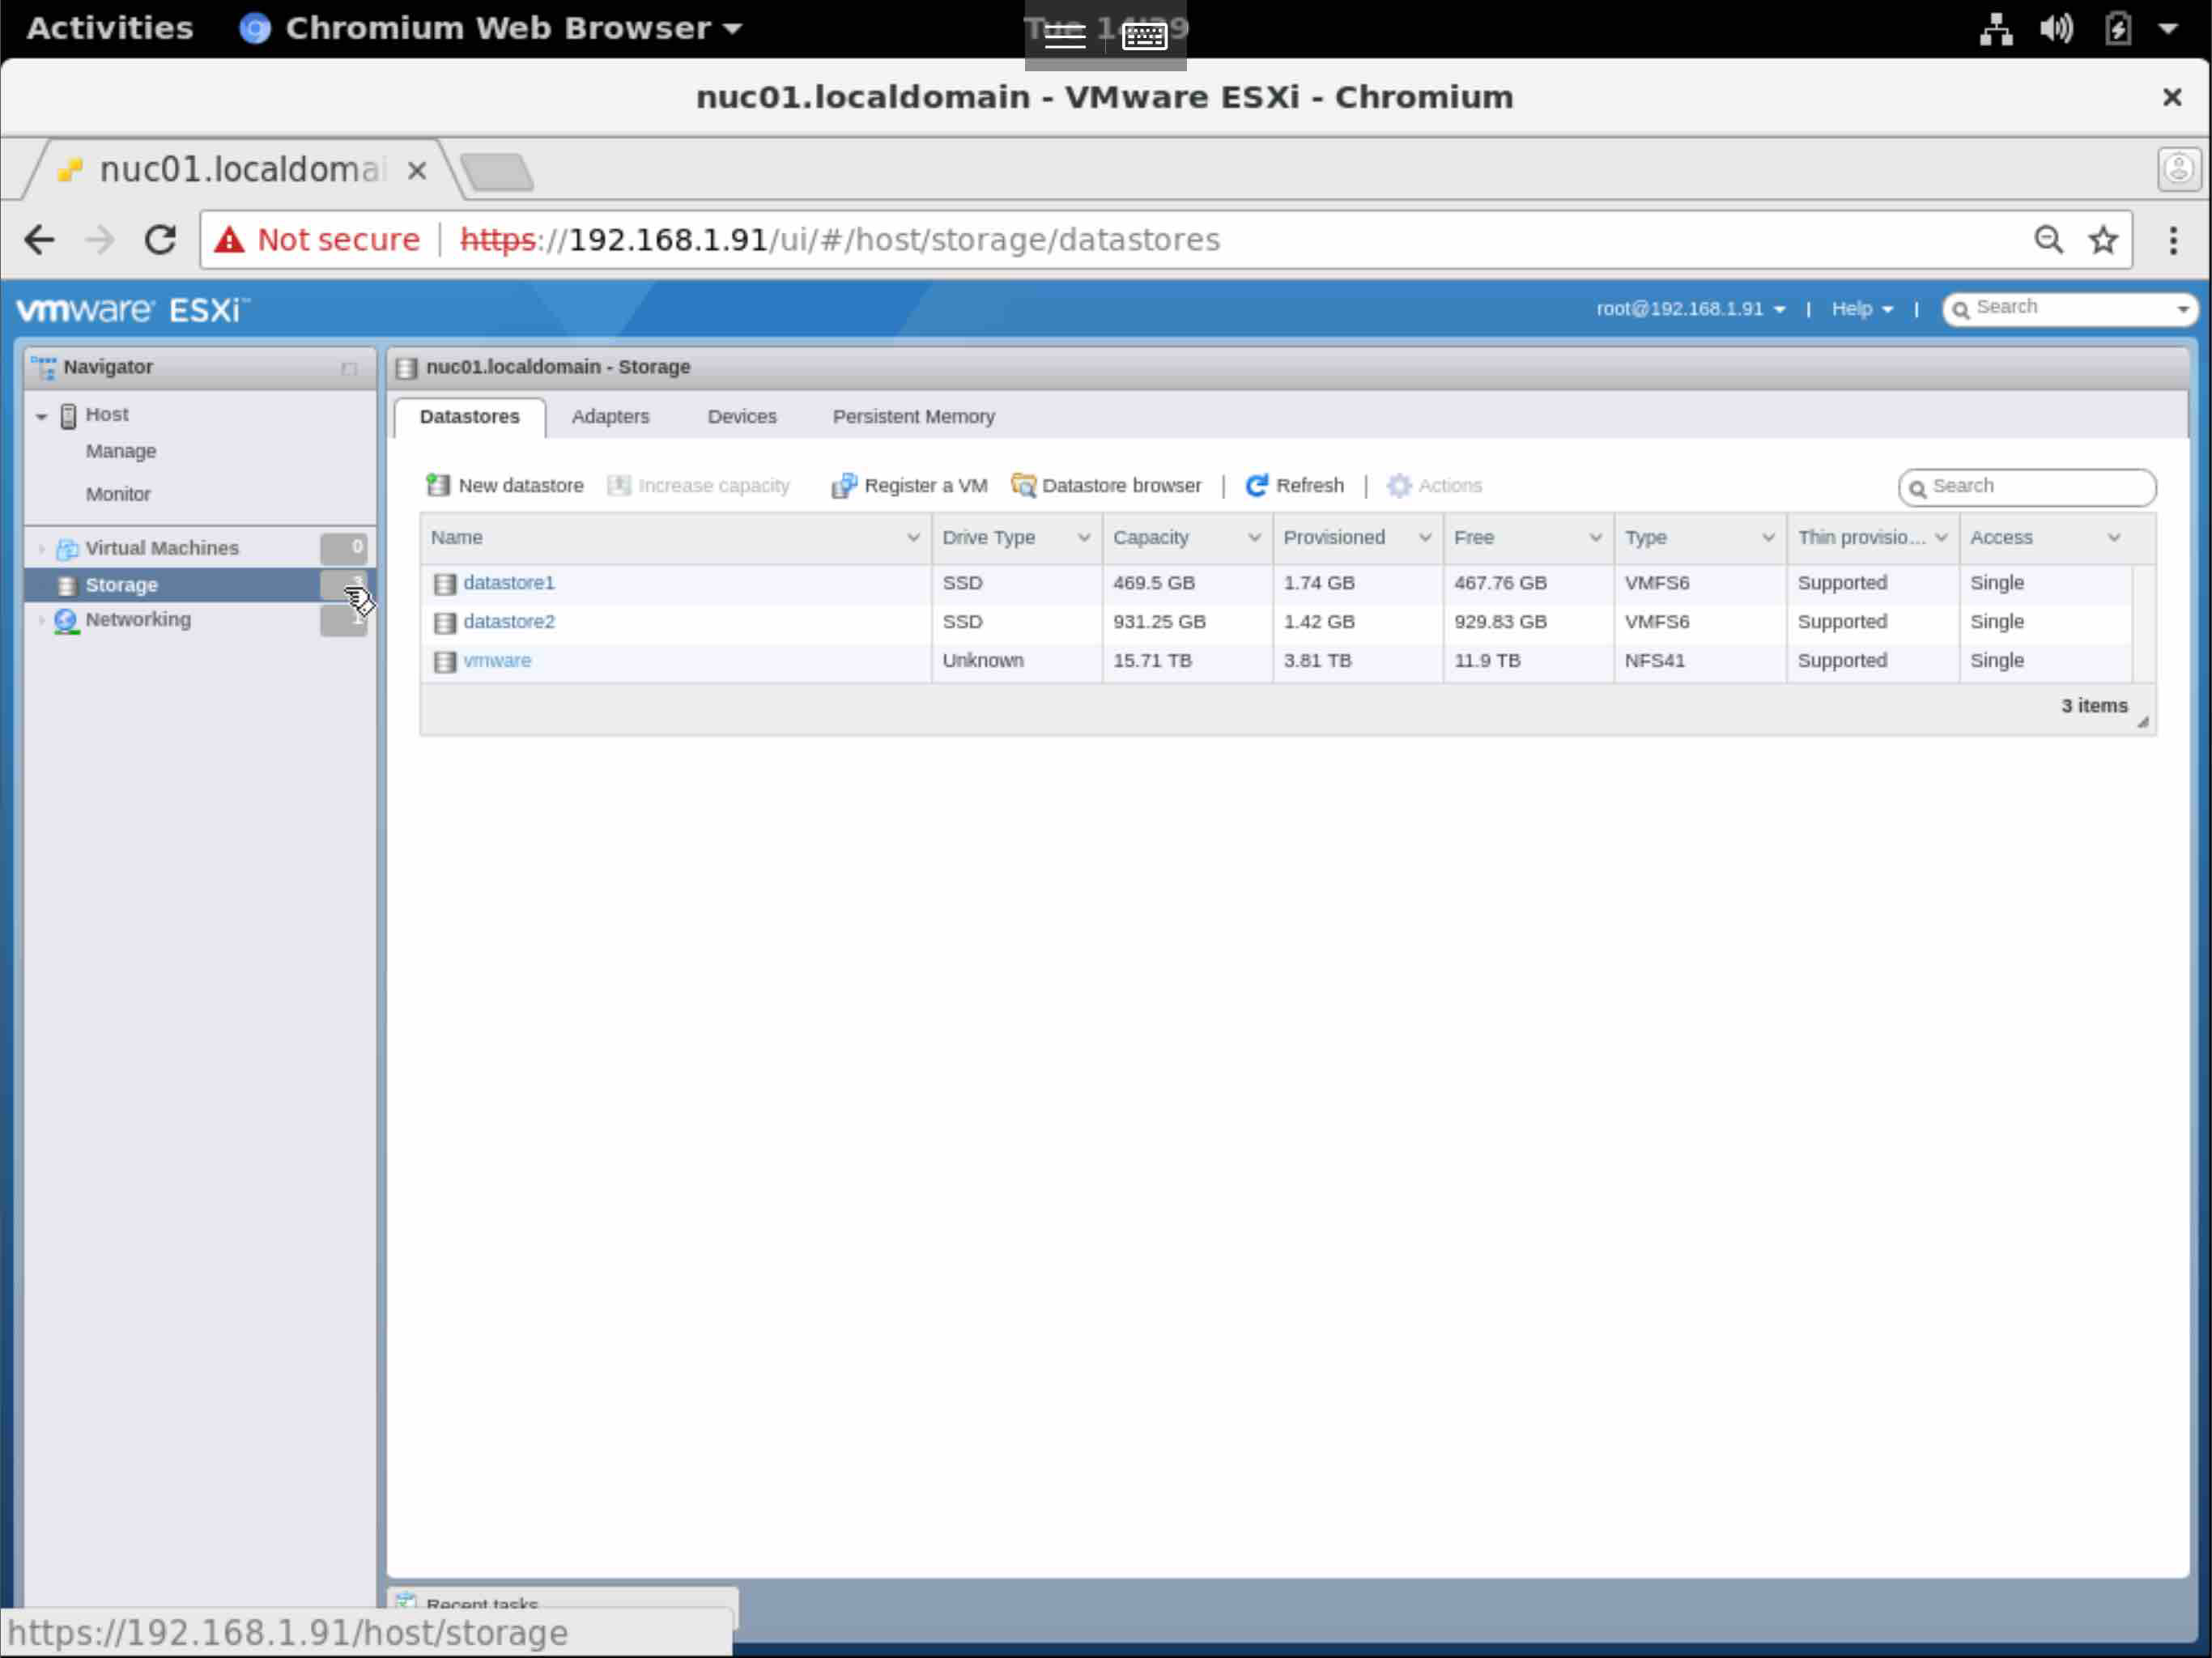 Activities Chromium Web Browser Tue
nuc01.localdomain - VMware ESXi - Chromium
nuc01.localdomai
Not secure https://192.168.1.91/ui/#/host/storage/datastores
vmware ESXi™ root@192.168.1.91 | Help | Search
Navigator
Host
Manage
Monitor
Virtual Machines 0
Storage 3
Networking 1
nuc01.localdomain - Storage
Datastores Adapters Devices Persistent Memory
New datastore Increase capacity Register a VM Datastore browser | Refresh | Actions Search
Name Drive Type Capacity Provisioned Free Type Thin provisio... Access
datastore1 SSD 469.5 GB 1.74 GB 467.76 GB VMFS6 Supported Single
datastore2 SSD 931.25 GB 1.42 GB 929.83 GB VMFS6 Supported Single
vmware Unknown 15.71 TB 3.81 TB 11.9 TB NFS41 Supported Single
3 items
Recent tasks
https://192.168.1.91/host/storage